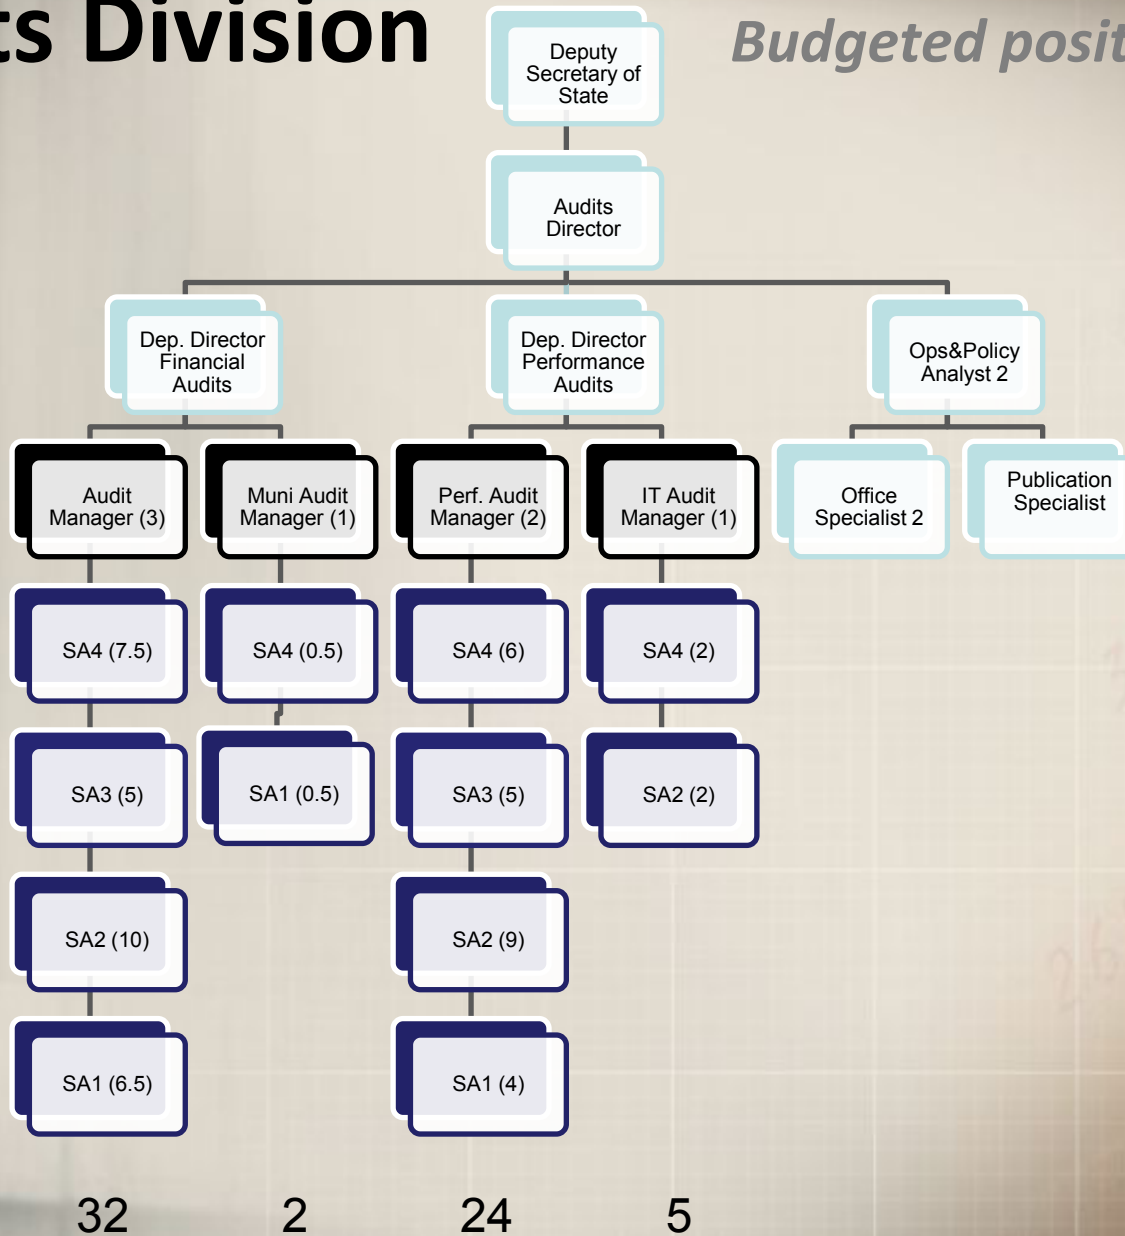 ts Division
Budgeted posit
Deputy
Secretary of
State
Audits
Director
Dep. Director
Financial
Audits
Dep. Director
Performance
Audits
Ops&Policy
Analyst 2
Audit
Manager (3)
Muni Audit
Manager (1)
Perf. Audit
Manager (2)
IT Audit
Manager (1)
Office
Specialist 2
Publication
Specialist
SA4 (7.5)
SA4 (0.5)
SA4 (6)
SA4 (2)
SA3 (5)
SA1 (0.5)
SA3 (5)
SA2 (2)
SA2 (10)
SA2 (9)
SA1 (6.5)
SA1 (4)
32
2
24
5